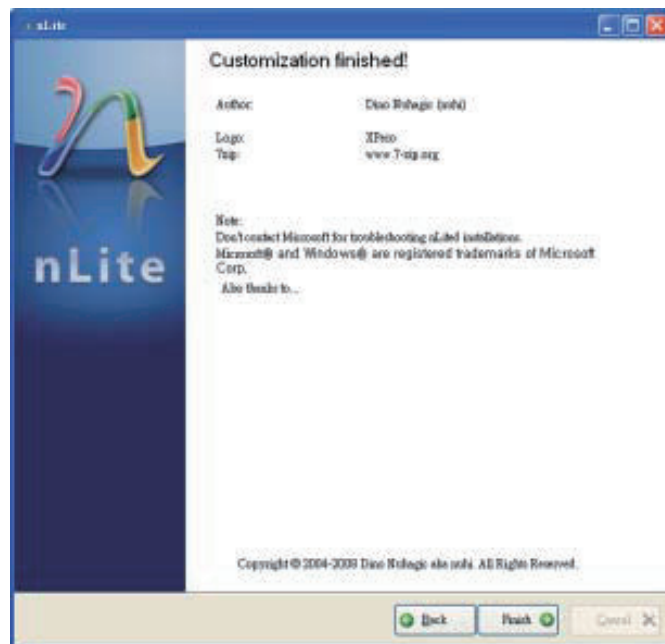 nLite
Customization finished!
Author: Dino Nuhagic (nuhi)
Logo: XPero
7zip: www.7-zip.org
Note:
Don't contact Microsoft for troubleshooting nLited installations.
Microsoft® and Windows® are registered trademarks of Microsoft
Corp.
Also thanks to...
nLite
Copyright © 2004-2008 Dino Nuhagic aka nuhi. All Rights Reserved.
Back
Finish
Cancel